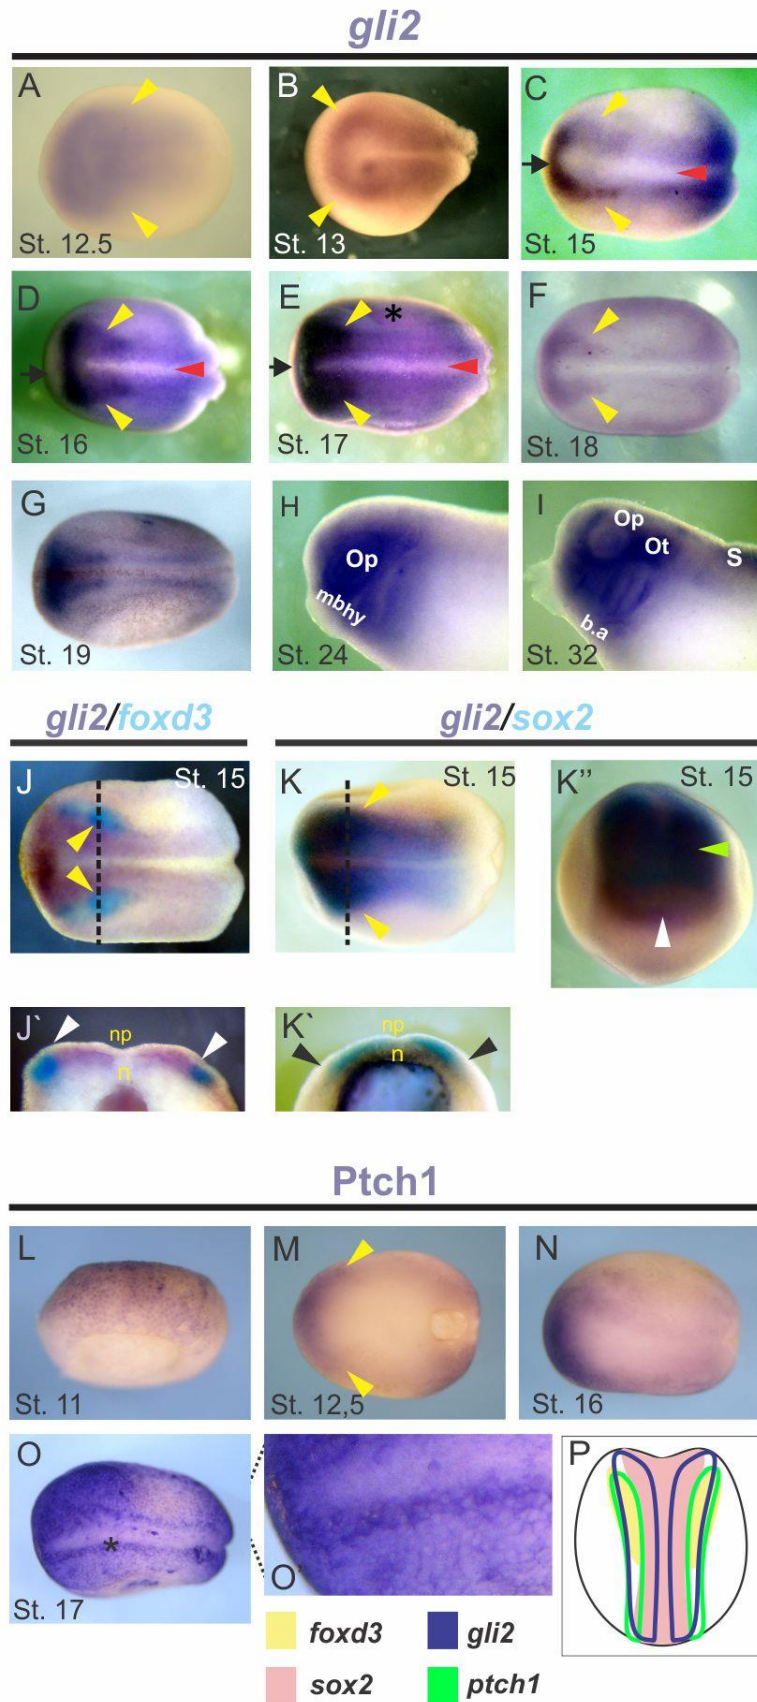 gli2
A
St. 12.5
B
St. 13
C
St. 15
D
St. 16
E
*
St. 17
F
St. 18
G
St. 19
H
Op
mb hy
St. 24
I
Op
Ot
S
b.a
St. 32
gli2/foxd3
gli2/sox2
J
St. 15
K
St. 15
K"
St. 15
J`
np
n
K`
np
n
Ptch1
L
St. 11
M
St. 12,5
N
St. 16
O
*
St. 17
O'
P
foxd3
gli2
sox2
ptch1